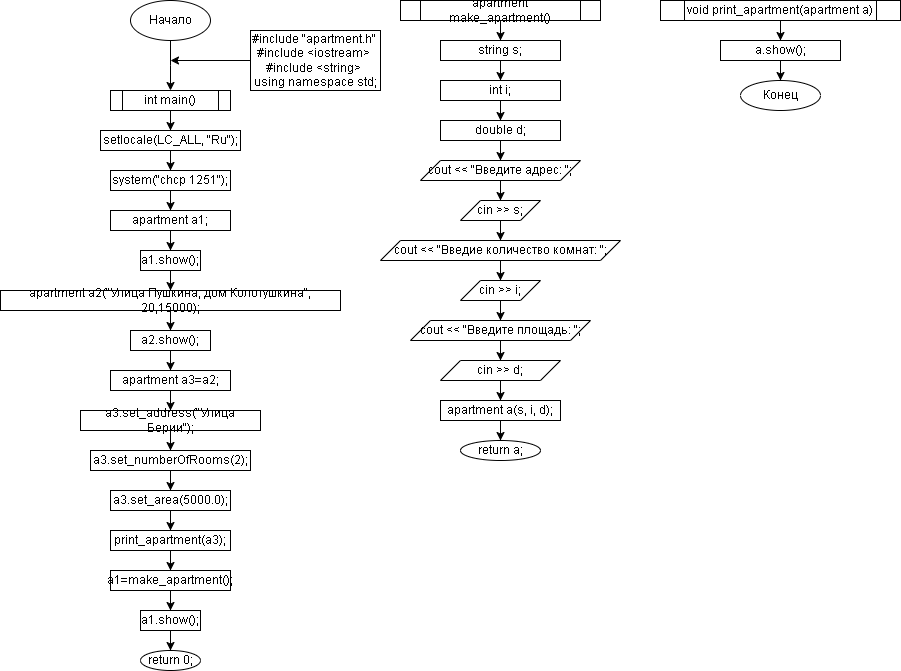 Начало
#include "apartment.h"
#include <iostream>
#include <string>
using namespace std;
int main()
setlocale(LC_ALL, "Ru");
system("chcp 1251");
apartment a1;
a1.show();
apartment a2("Улица Пушкина, дом Колотушкина",
20,15000);
a2.show();
apartment a3=a2;
a3.set_address("Улица
Берии");
a3.set_numberOfRooms(2);
a3.set_area(5000.0);
print_apartment(a3);
a1=make_apartment();
a1.show();
return 0;
apartment
make_apartment()
string s;
int i;
double d;
cout << "Введите адрес: ";
cin >> s;
cout << "Введие количество комнат: ";
cin >> i;
cout << "Введите площадь: ";
cin >> d;
apartment a(s, i, d);
return a;
void print_apartment(apartment a)
a.show();
Конец